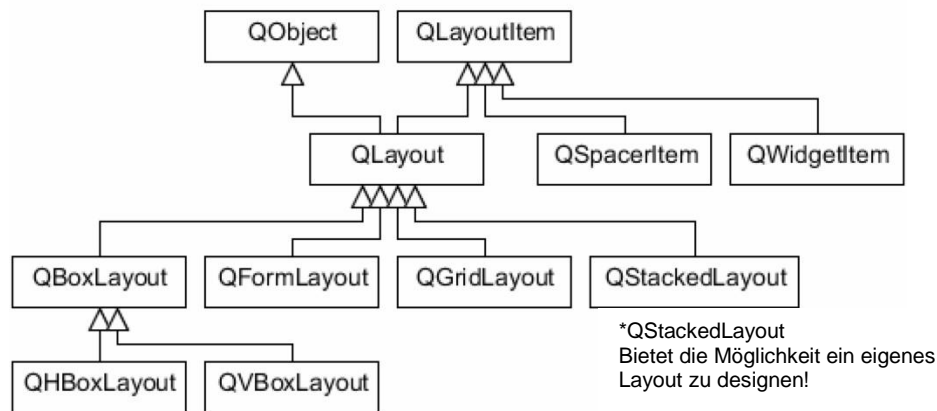 QObject
QLayoutItem
QLayout
QSpacerItem
QWidgetItem
QBoxLayout
QFormLayout
QGridLayout
QStackedLayout
*QStackedLayout
Bietet die Möglichkeit ein eigenes
Layout zu designen!
QHBoxLayout
QVBoxLayout